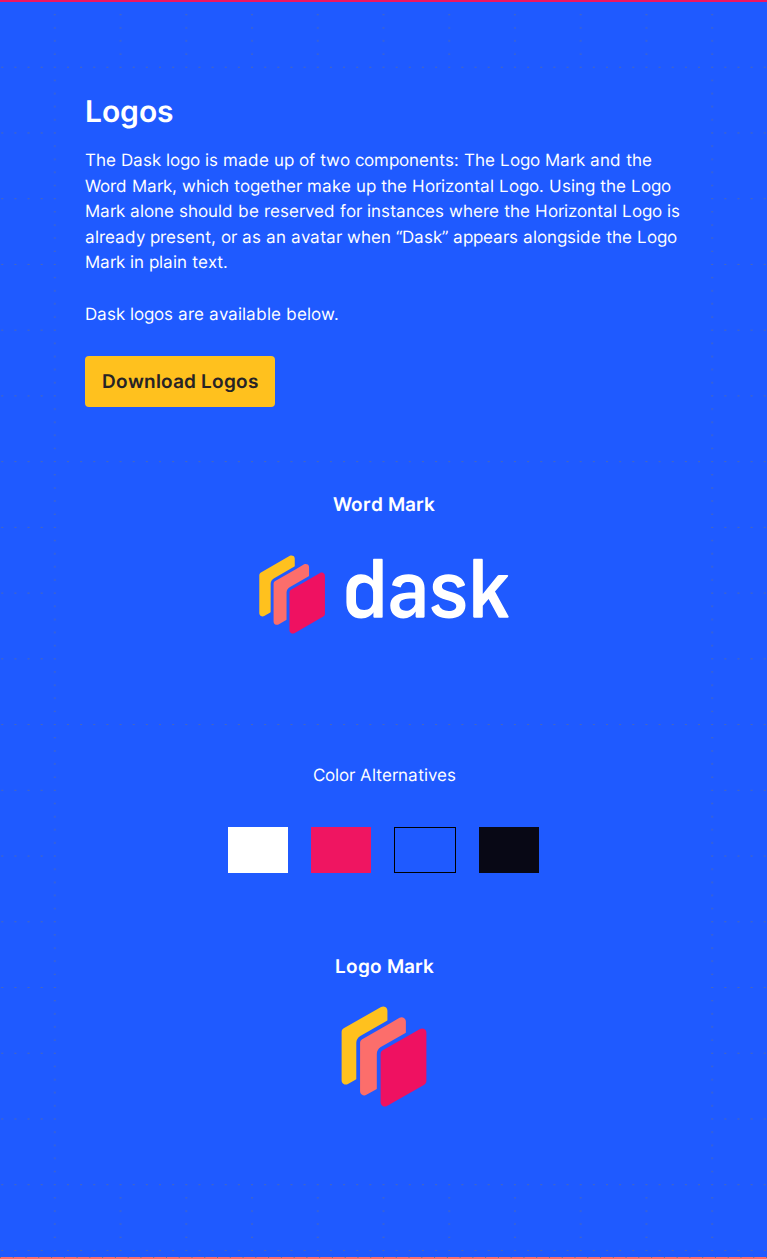 Logos
The Dask logo is made up of two components: The Logo Mark and the
Word Mark, which together make up the Horizontal Logo. Using the Logo
Mark alone should be reserved for instances where the Horizontal Logo is
already present, or as an avatar when “Dask” appears alongside the Logo
Mark in plain text.
Dask logos are available below.
Download Logos
Word Mark
dask
Color Alternatives
Logo Mark